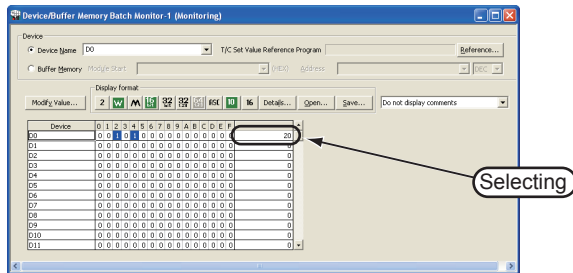 Device/Buffer Memory Batch Monitor-1 (Monitoring)
Device
Device Name D0 T/C Set Value Reference Program Reference...
Buffer Memory Module Start (HEX) Address DEC
Display format
Modify Value... 2 W M 32 32 ASC 10 16 Details... Open... Save... Do not display comments
Device 0 1 2 3 4 5 6 7 8 9 A B C D E F
D0 0 0 1 0 1 0 0 0 0 0 0 0 0 0 0 0 20
D1 0 0 0 0 0 0 0 0 0 0 0 0 0 0 0 0 0
D2 0 0 0 0 0 0 0 0 0 0 0 0 0 0 0 0 0
D3 0 0 0 0 0 0 0 0 0 0 0 0 0 0 0 0 0
D4 0 0 0 0 0 0 0 0 0 0 0 0 0 0 0 0 0
D5 0 0 0 0 0 0 0 0 0 0 0 0 0 0 0 0 0
Selecting
D6 0 0 0 0 0 0 0 0 0 0 0 0 0 0 0 0 0
D7 0 0 0 0 0 0 0 0 0 0 0 0 0 0 0 0 0
D8 0 0 0 0 0 0 0 0 0 0 0 0 0 0 0 0 0
D9 0 0 0 0 0 0 0 0 0 0 0 0 0 0 0 0 0
D10 0 0 0 0 0 0 0 0 0 0 0 0 0 0 0 0 0
D11 0 0 0 0 0 0 0 0 0 0 0 0 0 0 0 0 0